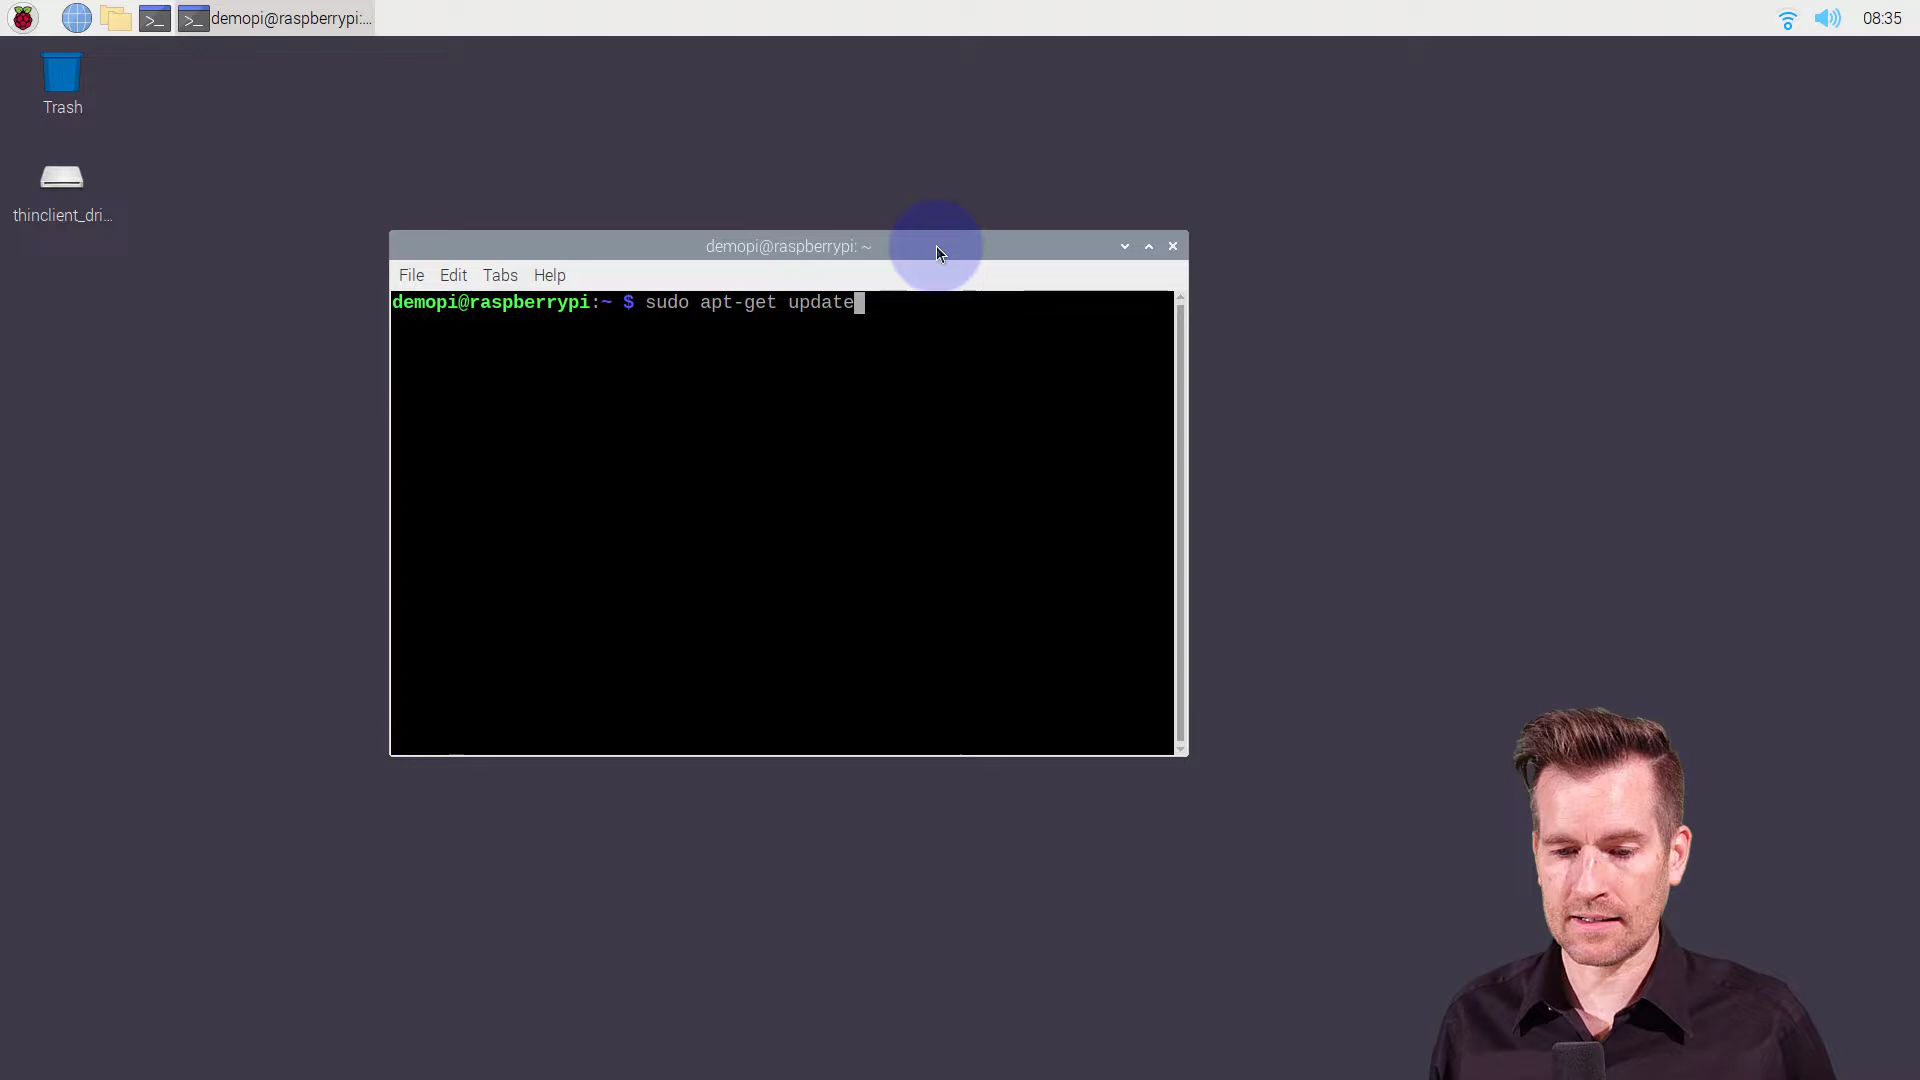 demopi@raspberrypi:...
08:35
Trash
thinclient_dri...
demopi@raspberrypi: ~
File Edit Tabs Help
demopi@raspberrypi:~ $ sudo apt-get update